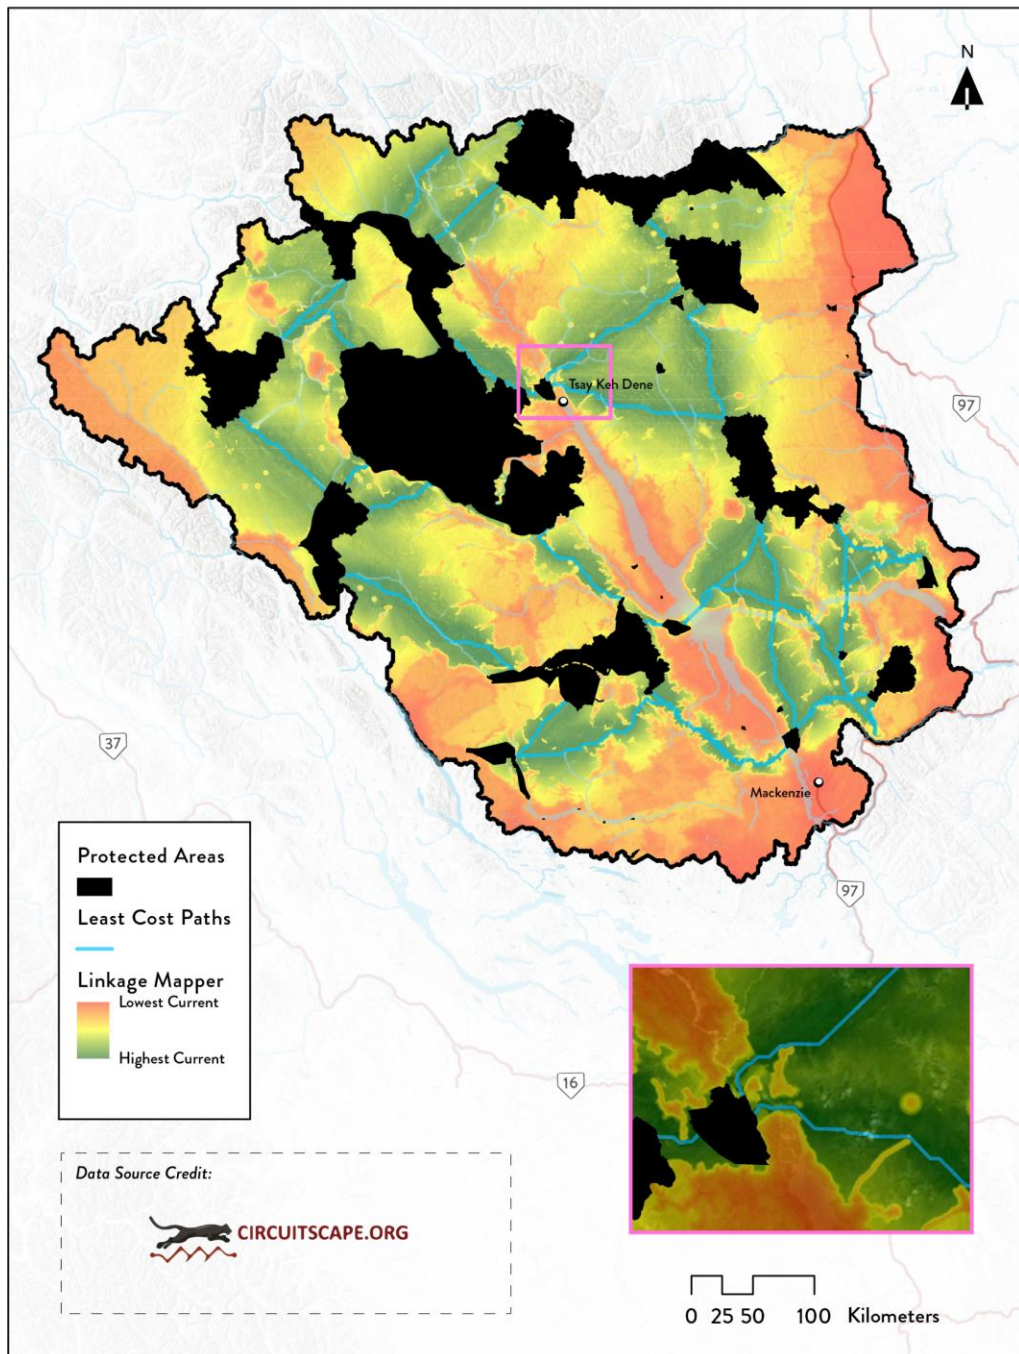 N
Tsay Keh Dene
97
37
Mackenzie
97
Protected Areas
Least Cost Paths
Linkage Mapper
Lowest Current
Highest Current
16
Data Source Credit:
CIRCUITSCAPE.ORG
0 25 50 100 Kilometers